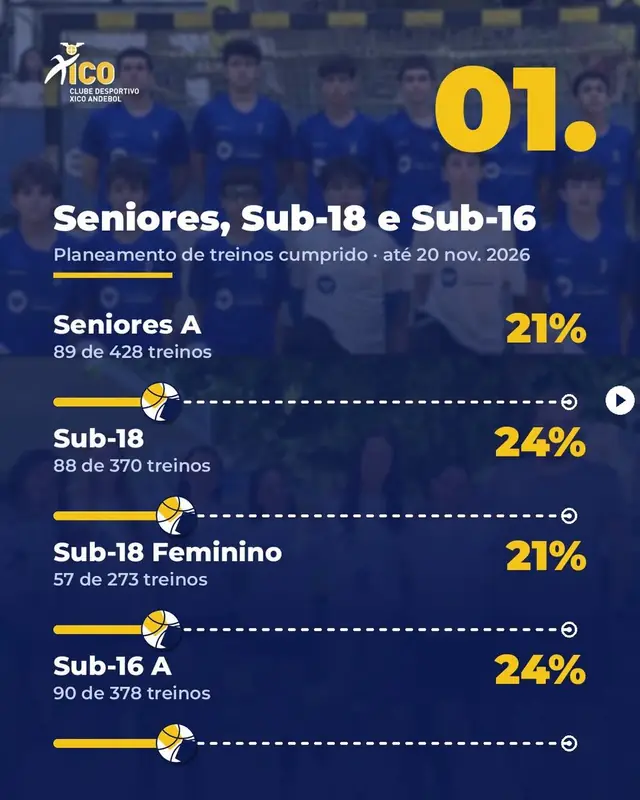 XICO
CLUBE DESPORTIVO
XICO ANDEBOL
01.
Seniores, Sub-18 e Sub-16
Planeamento de treinos cumprido · até 20 nov. 2026
Seniores A
21%
89 de 428 treinos
Sub-18
24%
88 de 370 treinos
Sub-18 Feminino
21%
57 de 273 treinos
Sub-16 A
24%
90 de 378 treinos